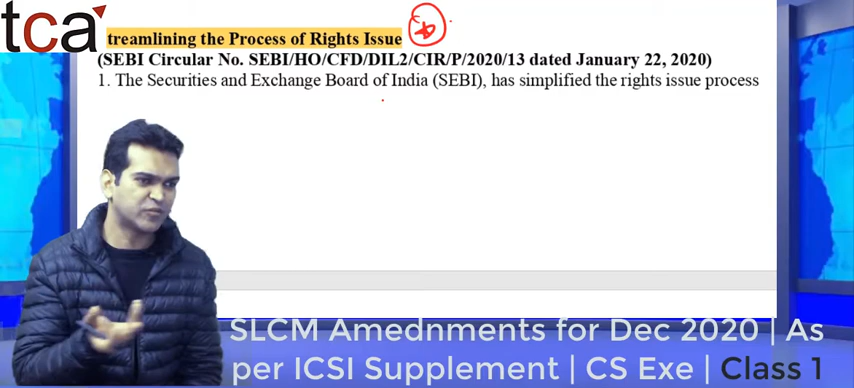 tca
treamlining the Process of Rights Issue
(SEBI Circular No. SEBI/HO/CFD/DIL2/CIR/P/2020/13 dated January 22, 2020)
1. The Securities and Exchange Board of India (SEBI), has simplified the rights issue process
SLCM Amednments for Dec 2020 | As
per ICSI Supplement | CS Exe | Class 1